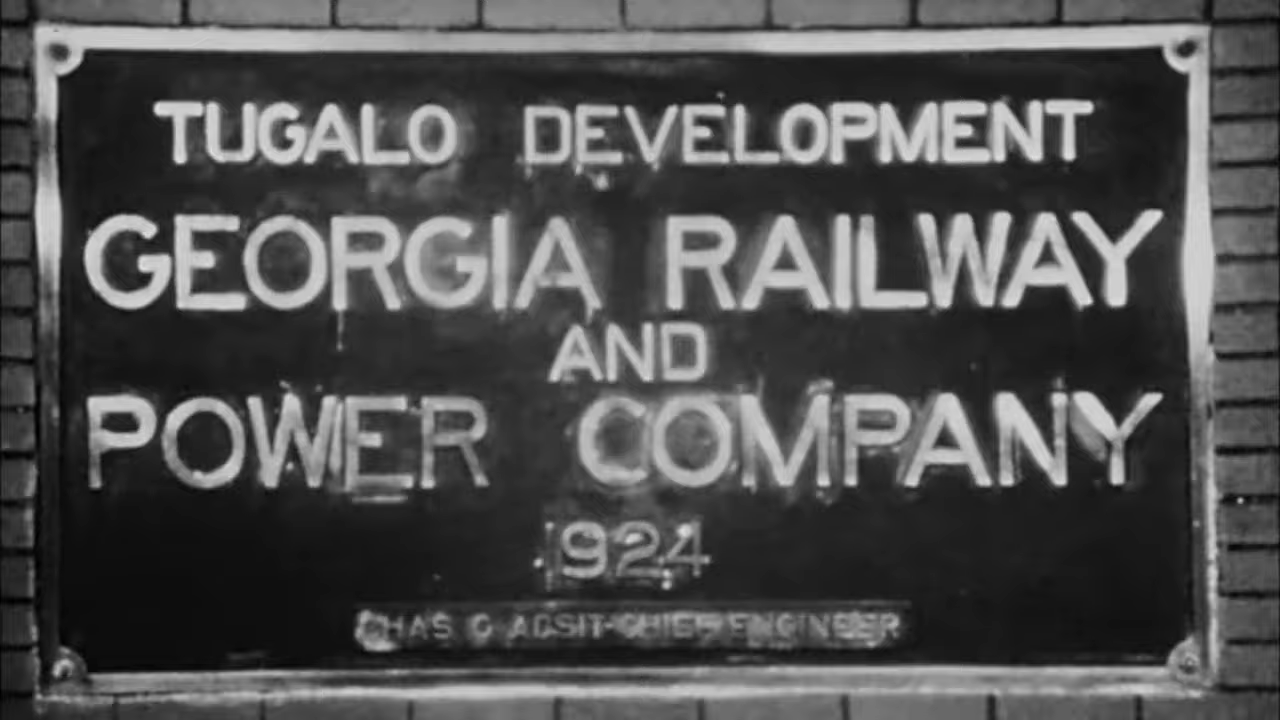 TUGALO DEVELOPMENT
GEORGIA RAILWAY
AND
POWER COMPANY
1924
CHAS G ADSIT-CHIEF ENGINEER